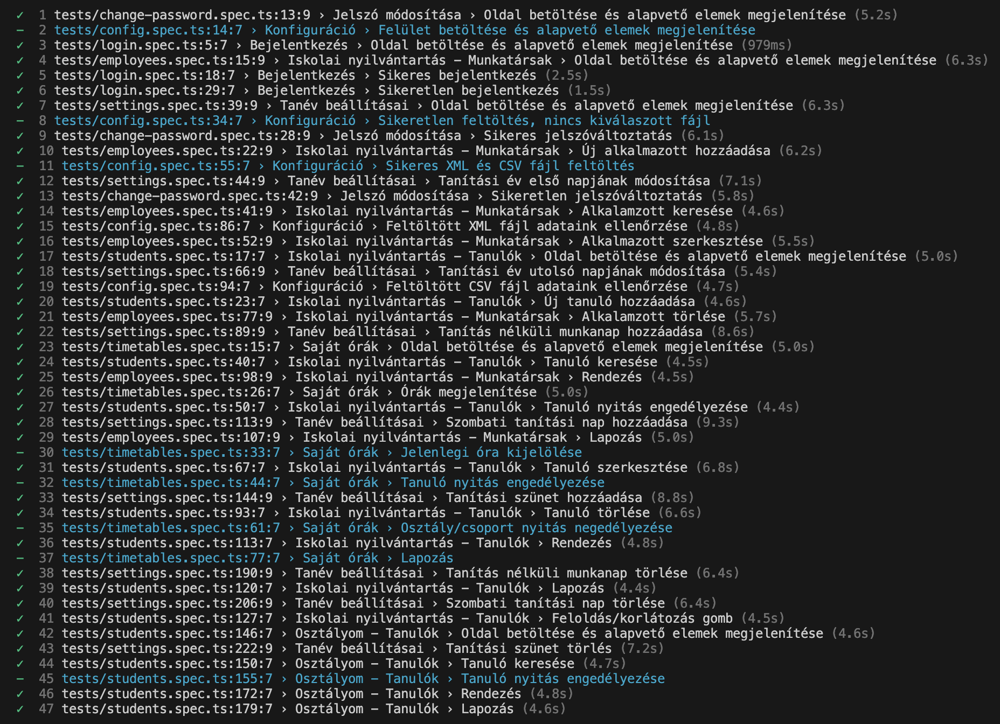 ✓ 1 tests/change-password.spec.ts:13:9 › Jelszó módosítása › Oldal betöltése és alapvető elemek megjelenítése (5.2s)
– 2 tests/config.spec.ts:14:7 › Konfiguráció › Felület betöltése és alapvető elemek megjelenítése
✓ 3 tests/login.spec.ts:5:7 › Bejelentkezés › Oldal betöltése és alapvető elemek megjelenítése (979ms)
✓ 4 tests/employees.spec.ts:15:9 › Iskolai nyilvántartás – Munkatársak › Oldal betöltése és alapvető elemek megjelenítése (6.3s)
✓ 5 tests/login.spec.ts:18:7 › Bejelentkezés › Sikeres bejelentkezés (2.5s)
✓ 6 tests/login.spec.ts:29:7 › Bejelentkezés › Sikeretlen bejelentkezés (1.5s)
✓ 7 tests/settings.spec.ts:39:9 › Tanév beállításai › Oldal betöltése és alapvető elemek megjelenítése (6.3s)
– 8 tests/config.spec.ts:34:7 › Konfiguráció › Sikeretlen feltöltés, nincs kiválaszott fájl
✓ 9 tests/change-password.spec.ts:28:9 › Jelszó módosítása › Sikeres jelszóváltoztatás (6.1s)
✓ 10 tests/employees.spec.ts:22:9 › Iskolai nyilvántartás – Munkatársak › Új alkalmazott hozzáadása (6.2s)
– 11 tests/config.spec.ts:55:7 › Konfiguráció › Sikeres XML és CSV fájl feltöltés
✓ 12 tests/settings.spec.ts:44:9 › Tanév beállításai › Tanítási év első napjának módosítása (7.1s)
✓ 13 tests/change-password.spec.ts:42:9 › Jelszó módosítása › Sikeretlen jelszóváltoztatás (5.8s)
✓ 14 tests/employees.spec.ts:41:9 › Iskolai nyilvántartás – Munkatársak › Alkalamzott keresése (4.6s)
✓ 15 tests/config.spec.ts:86:7 › Konfiguráció › Feltöltött XML fájl adataink ellenőrzése (4.8s)
✓ 16 tests/employees.spec.ts:52:9 › Iskolai nyilvántartás – Munkatársak › Alkalmazott szerkesztése (5.5s)
✓ 17 tests/students.spec.ts:17:7 › Iskolai nyilvántartás – Tanulók › Oldal betöltése és alapvető elemek megjelenítése (5.0s)
✓ 18 tests/settings.spec.ts:66:9 › Tanév beállításai › Tanítási év utolsó napjának módosítása (5.4s)
✓ 19 tests/config.spec.ts:94:7 › Konfiguráció › Feltöltött CSV fájl adataink ellenőrzése (4.7s)
✓ 20 tests/students.spec.ts:23:7 › Iskolai nyilvántartás – Tanulók › Új tanuló hozzáadása (4.6s)
✓ 21 tests/employees.spec.ts:77:9 › Iskolai nyilvántartás – Munkatársak › Alkalamzott törlése (5.7s)
✓ 22 tests/settings.spec.ts:89:9 › Tanév beállításai › Tanítás nélküli munkanap hozzáadása (8.6s)
✓ 23 tests/timetables.spec.ts:15:7 › Saját órák › Oldal betöltése és alapvető elemek megjelenítése (5.0s)
✓ 24 tests/students.spec.ts:40:7 › Iskolai nyilvántartás – Tanulók › Tanuló keresése (4.5s)
✓ 25 tests/employees.spec.ts:98:9 › Iskolai nyilvántartás – Munkatársak › Rendezés (4.5s)
✓ 26 tests/timetables.spec.ts:26:7 › Saját órák › Órák megjelenítése (5.0s)
✓ 27 tests/students.spec.ts:50:7 › Iskolai nyilvántartás – Tanulók › Tanuló nyitás engedélyezése (4.4s)
✓ 28 tests/settings.spec.ts:113:9 › Tanév beállításai › Szombati tanítási nap hozzáadása (9.3s)
✓ 29 tests/employees.spec.ts:107:9 › Iskolai nyilvántartás – Munkatársak › Lapozás (5.0s)
– 30 tests/timetables.spec.ts:33:7 › Saját órák › Jelenlegi óra kijelölése
✓ 31 tests/students.spec.ts:67:7 › Iskolai nyilvántartás – Tanulók › Tanuló szerkesztése (6.8s)
– 32 tests/timetables.spec.ts:44:7 › Saját órák › Tanuló nyitás engedélyezése
✓ 33 tests/settings.spec.ts:144:9 › Tanév beállításai › Tanítási szünet hozzáadása (8.8s)
✓ 34 tests/students.spec.ts:93:7 › Iskolai nyilvántartás – Tanulók › Tanuló törlése (6.6s)
– 35 tests/timetables.spec.ts:61:7 › Saját órák › Osztály/csoport nyitás negedélyezése
✓ 36 tests/students.spec.ts:113:7 › Iskolai nyilvántartás – Tanulók › Rendezés (4.8s)
– 37 tests/timetables.spec.ts:77:7 › Saját órák › Lapozás
✓ 38 tests/settings.spec.ts:190:9 › Tanév beállításai › Tanítás nélküli munkanap törlése (6.4s)
✓ 39 tests/students.spec.ts:120:7 › Iskolai nyilvántartás – Tanulók › Lapozás (4.4s)
✓ 40 tests/settings.spec.ts:206:9 › Tanév beállításai › Szombati tanítási nap törlése (6.4s)
✓ 41 tests/students.spec.ts:127:7 › Iskolai nyilvántartás – Tanulók › Feloldás/korlátozás gomb (4.5s)
✓ 42 tests/students.spec.ts:146:7 › Osztályom – Tanulók › Oldal betöltése és alapvető elemek megjelenítése (4.6s)
✓ 43 tests/settings.spec.ts:222:9 › Tanév beállításai › Tanítási szünet törlés (7.2s)
✓ 44 tests/students.spec.ts:150:7 › Osztályom – Tanulók › Tanuló keresése (4.7s)
– 45 tests/students.spec.ts:155:7 › Osztályom – Tanulók › Tanuló nyitás engedélyezése
✓ 46 tests/students.spec.ts:172:7 › Osztályom – Tanulók › Rendezés (4.8s)
✓ 47 tests/students.spec.ts:179:7 › Osztályom – Tanulók › Lapozás (4.6s)